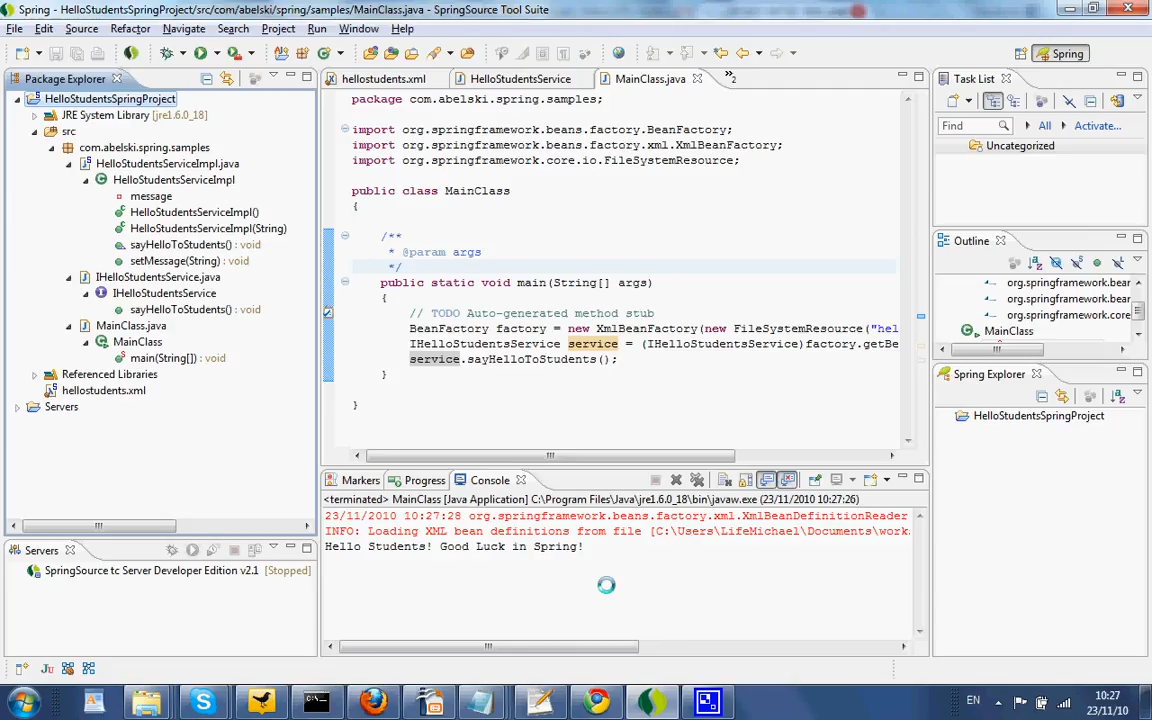 Spring - HelloStudentsSpringProject/src/com/abelski/spring/samples/MainClass.java - SpringSource Tool Suite
File Edit Source Refactor Navigate Search Project Run Window Help
Spring
Package Explorer
HelloStudentsSpringProject
JRE System Library [jre1.6.0_18]
src
com.abelski.spring.samples
HelloStudentsServiceImpl.java
HelloStudentsServiceImpl
message
HelloStudentsServiceImpl()
HelloStudentsServiceImpl(String)
sayHelloToStudents() : void
setMessage(String) : void
IHelloStudentsService.java
IHelloStudentsService
sayHelloToStudents() : void
MainClass.java
MainClass
main(String[]) : void
Referenced Libraries
hellostudents.xml
Servers
hellostudents.xml
HelloStudentsService
MainClass.java
»2
package com.abelski.spring.samples;
import org.springframework.beans.factory.BeanFactory;
import org.springframework.beans.factory.xml.XmlBeanFactory;
import org.springframework.core.io.FileSystemResource;
public class MainClass
{
/**
* @param args
*/
public static void main(String[] args)
{
// TODO Auto-generated method stub
BeanFactory factory = new XmlBeanFactory(new FileSystemResource("hel
IHelloStudentsService service = (IHelloStudentsService)factory.getBe
service.sayHelloToStudents();
}
}
Task List
Find
All
Activate...
Uncategorized
Outline
org.springframework.bear
org.springframework.bear
org.springframework.core
MainClass
Spring Explorer
HelloStudentsSpringProject
Markers
Progress
Console
<terminated> MainClass [Java Application] C:\Program Files\Java\jre1.6.0_18\bin\javaw.exe (23/11/2010 10:27:26)
23/11/2010 10:27:28 org.springframework.beans.factory.xml.XmlBeanDefinitionReader
INFO: Loading XML bean definitions from file [C:\Users\LifeMichael\Documents\work
Hello Students! Good Luck in Spring!
Servers
SpringSource tc Server Developer Edition v2.1 [Stopped]
Ju
EN
10:27
23/11/10